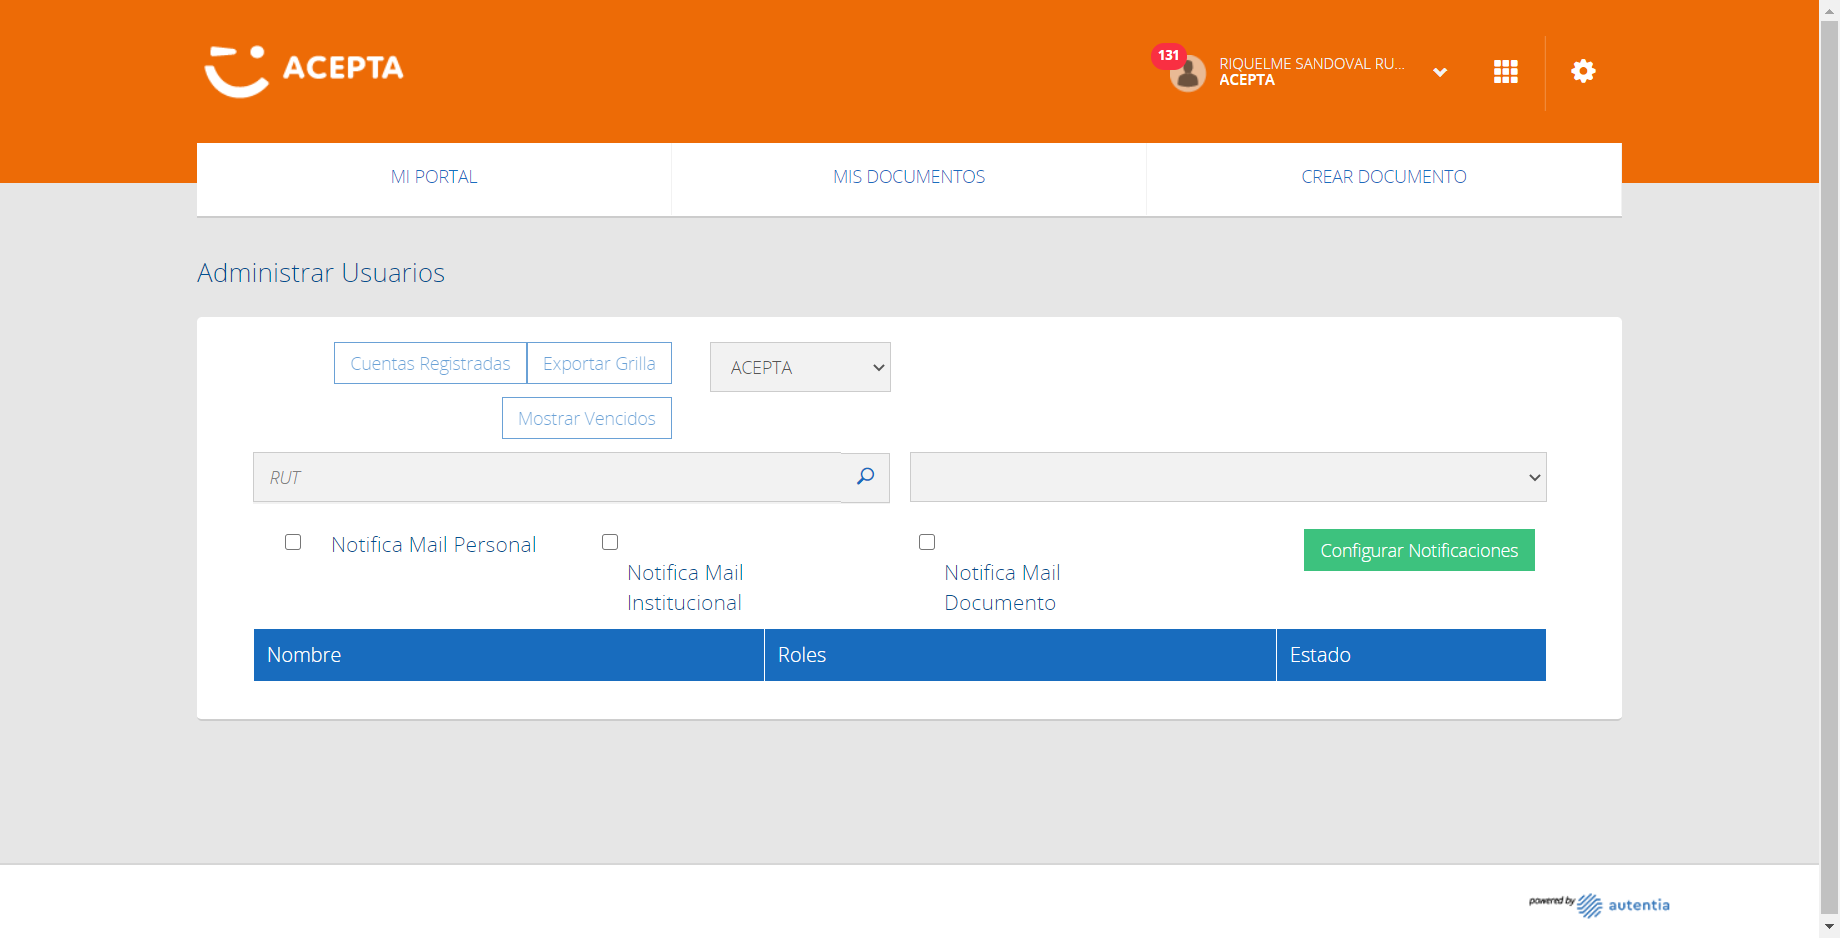 ACEPTA
131
RIQUELME SANDOVAL RU...
ACEPTA
MI PORTAL
MIS DOCUMENTOS
CREAR DOCUMENTO
Administrar Usuarios
Cuentas Registradas
Exportar Grilla
ACEPTA
Mostrar Vencidos
RUT
Notifica Mail Personal
Notifica Mail
Institucional
Notifica Mail
Documento
Configurar Notificaciones
Nombre
Roles
Estado
powered by autentia